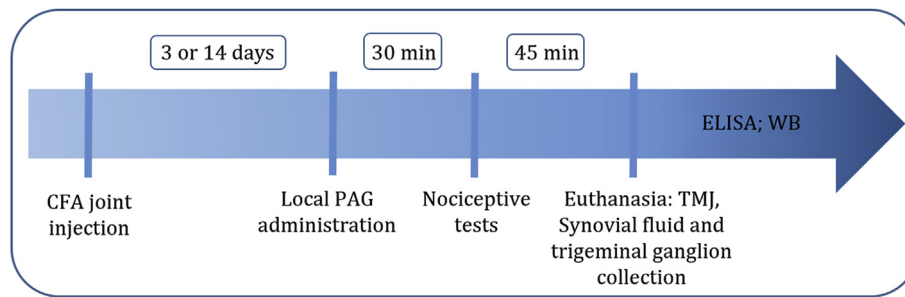 3 or 14 days
30 min
45 min
ELISA; WB
CFA joint
injection
Local PAG
administration
Nociceptive
tests
Euthanasia: TMJ,
Synovial fluid and
trigeminal ganglion
collection